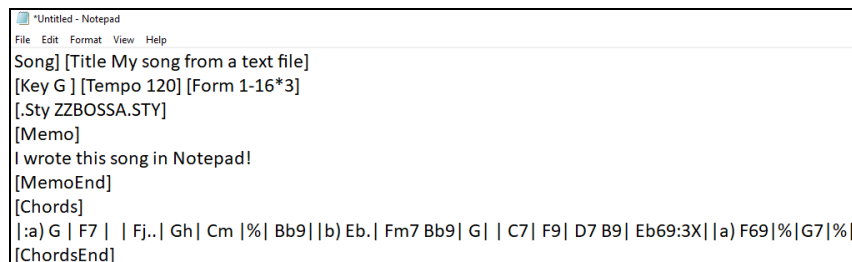 *Untitled - Notepad
File Edit Format View Help
Song] [Title My song from a text file]
[Key G ] [Tempo 120] [Form 1-16*3]
[.Sty ZZBOSSA.STY]
[Memo]
I wrote this song in Notepad!
[MemoEnd]
[Chords]
|:a) G | F7 | | Fj..| Gh| Cm |%| Bb9||b) Eb.| Fm7 Bb9| G| | C7| F9| D7 B9| Eb69:3X||a) F69|%|G7|%|
[ChordsEnd]